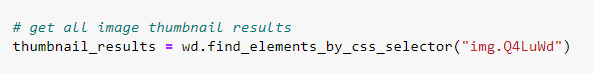 # get all image thumbnail results
thumbnail_results = wd.find_elements_by_css_selector("img.Q4LuWd")